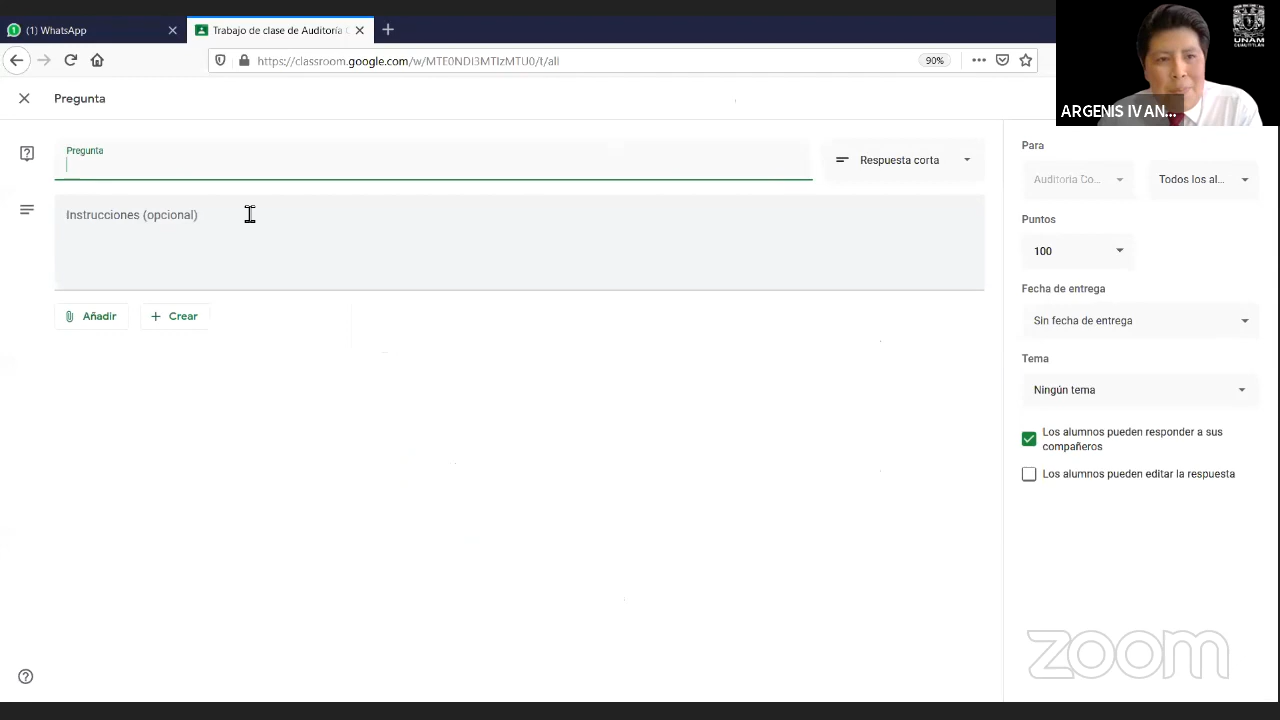 (1) WhatsApp
Trabajo de clase de Auditoría
https://classroom.google.com/w/MTE0NDI3MTIzMTU0/t/all
90%
UNAM
CUAUTITLÁN
ARGENIS IVAN...
Pregunta
Pregunta
Respuesta corta
Instrucciones (opcional)
Añadir
Crear
Para
Auditoría Co...
Todos los al...
Puntos
100
Fecha de entrega
Sin fecha de entrega
Tema
Ningún tema
Los alumnos pueden responder a sus
compañeros
Los alumnos pueden editar la respuesta
zoom